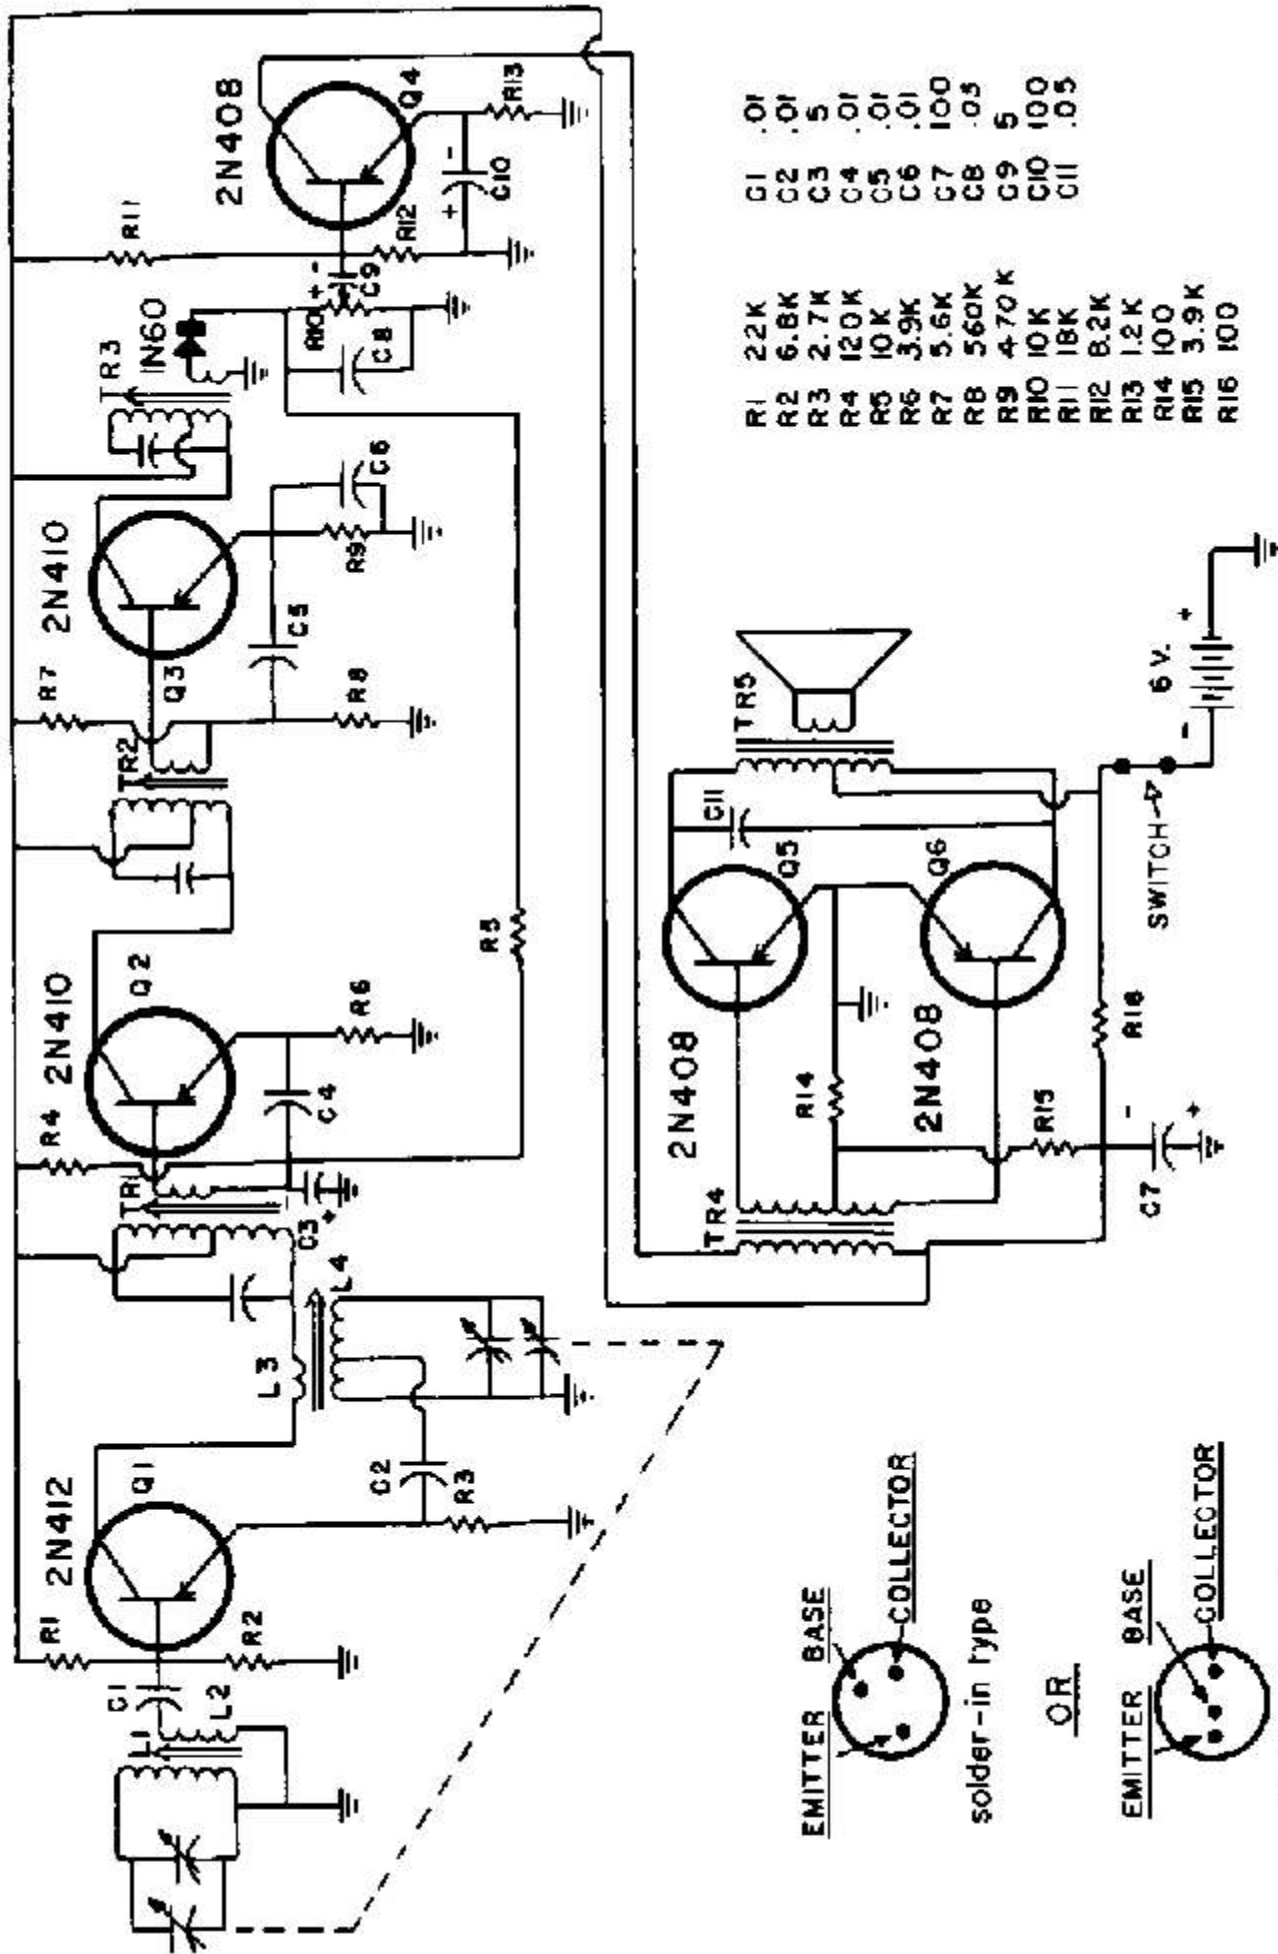 R1
2N412
Q1
C1
L1
L2
R2
C2
R3
L3
L4
TR1
C3
+
R4
2N410
Q2
C4
R6
R5
TR2
R7
2N410
Q3
C5
R8
R9
C6
TR3
1N60
R10
+ -
C9
C8
R11
R12
2N408
Q4
+ -
C10
R13
TR4
2N408
Q5
R14
2N408
Q6
C11
TR5
R15
R16
C7
-
+
SWITCH
6 V.
- +
R1 22K
R2 6.8K
R3 2.7K
R4 120K
R5 10K
R6 3.9K
R7 5.6K
R8 560K
R9 4.70K
R10 10K
R11 18K
R12 8.2K
R13 1.2K
R14 100
R15 3.9K
R16 100
C1 .01
C2 .01
C3 5
C4 .01
C5 .01
C6 .01
C7 100
C8 .05
C9 5
C10 100
C11 .05
EMITTER BASE
COLLECTOR
solder-in type
OR
EMITTER BASE
COLLECTOR